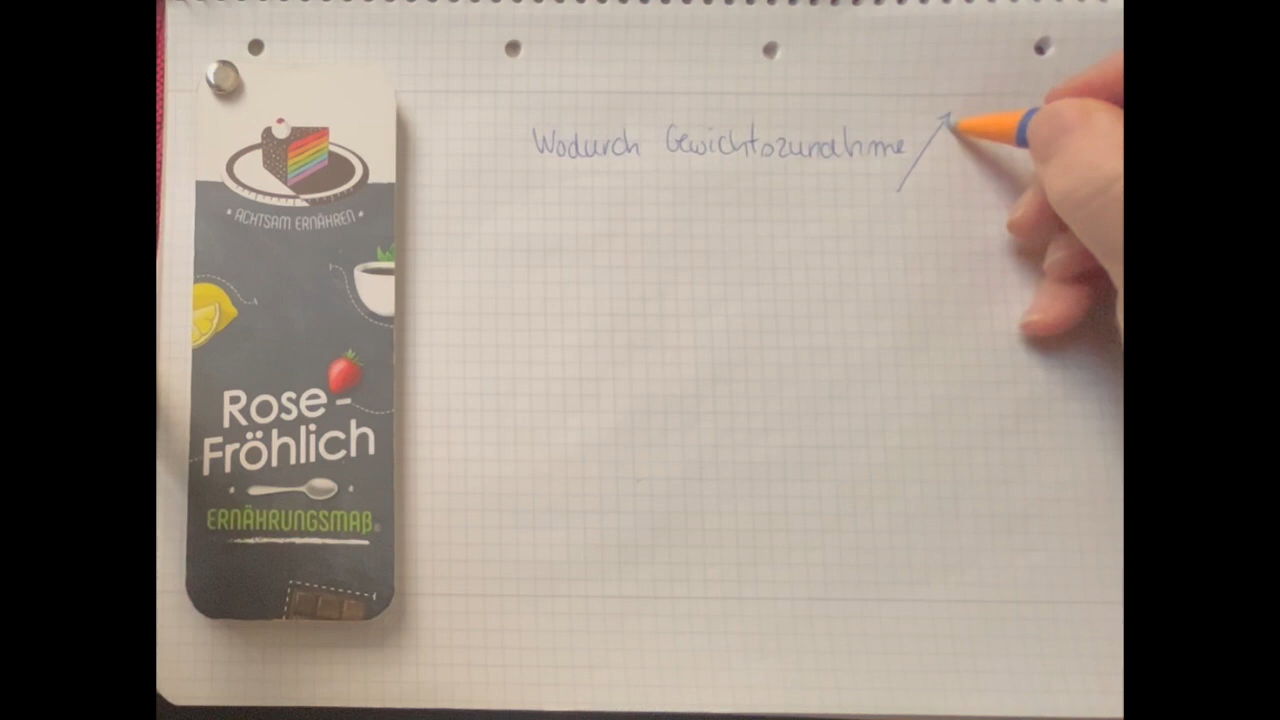 Wodurch Gewichtszunahme
• ACHTSAM ERNÄHREN •
Rose-
Fröhlich
ERNÄHRUNGSMAß©